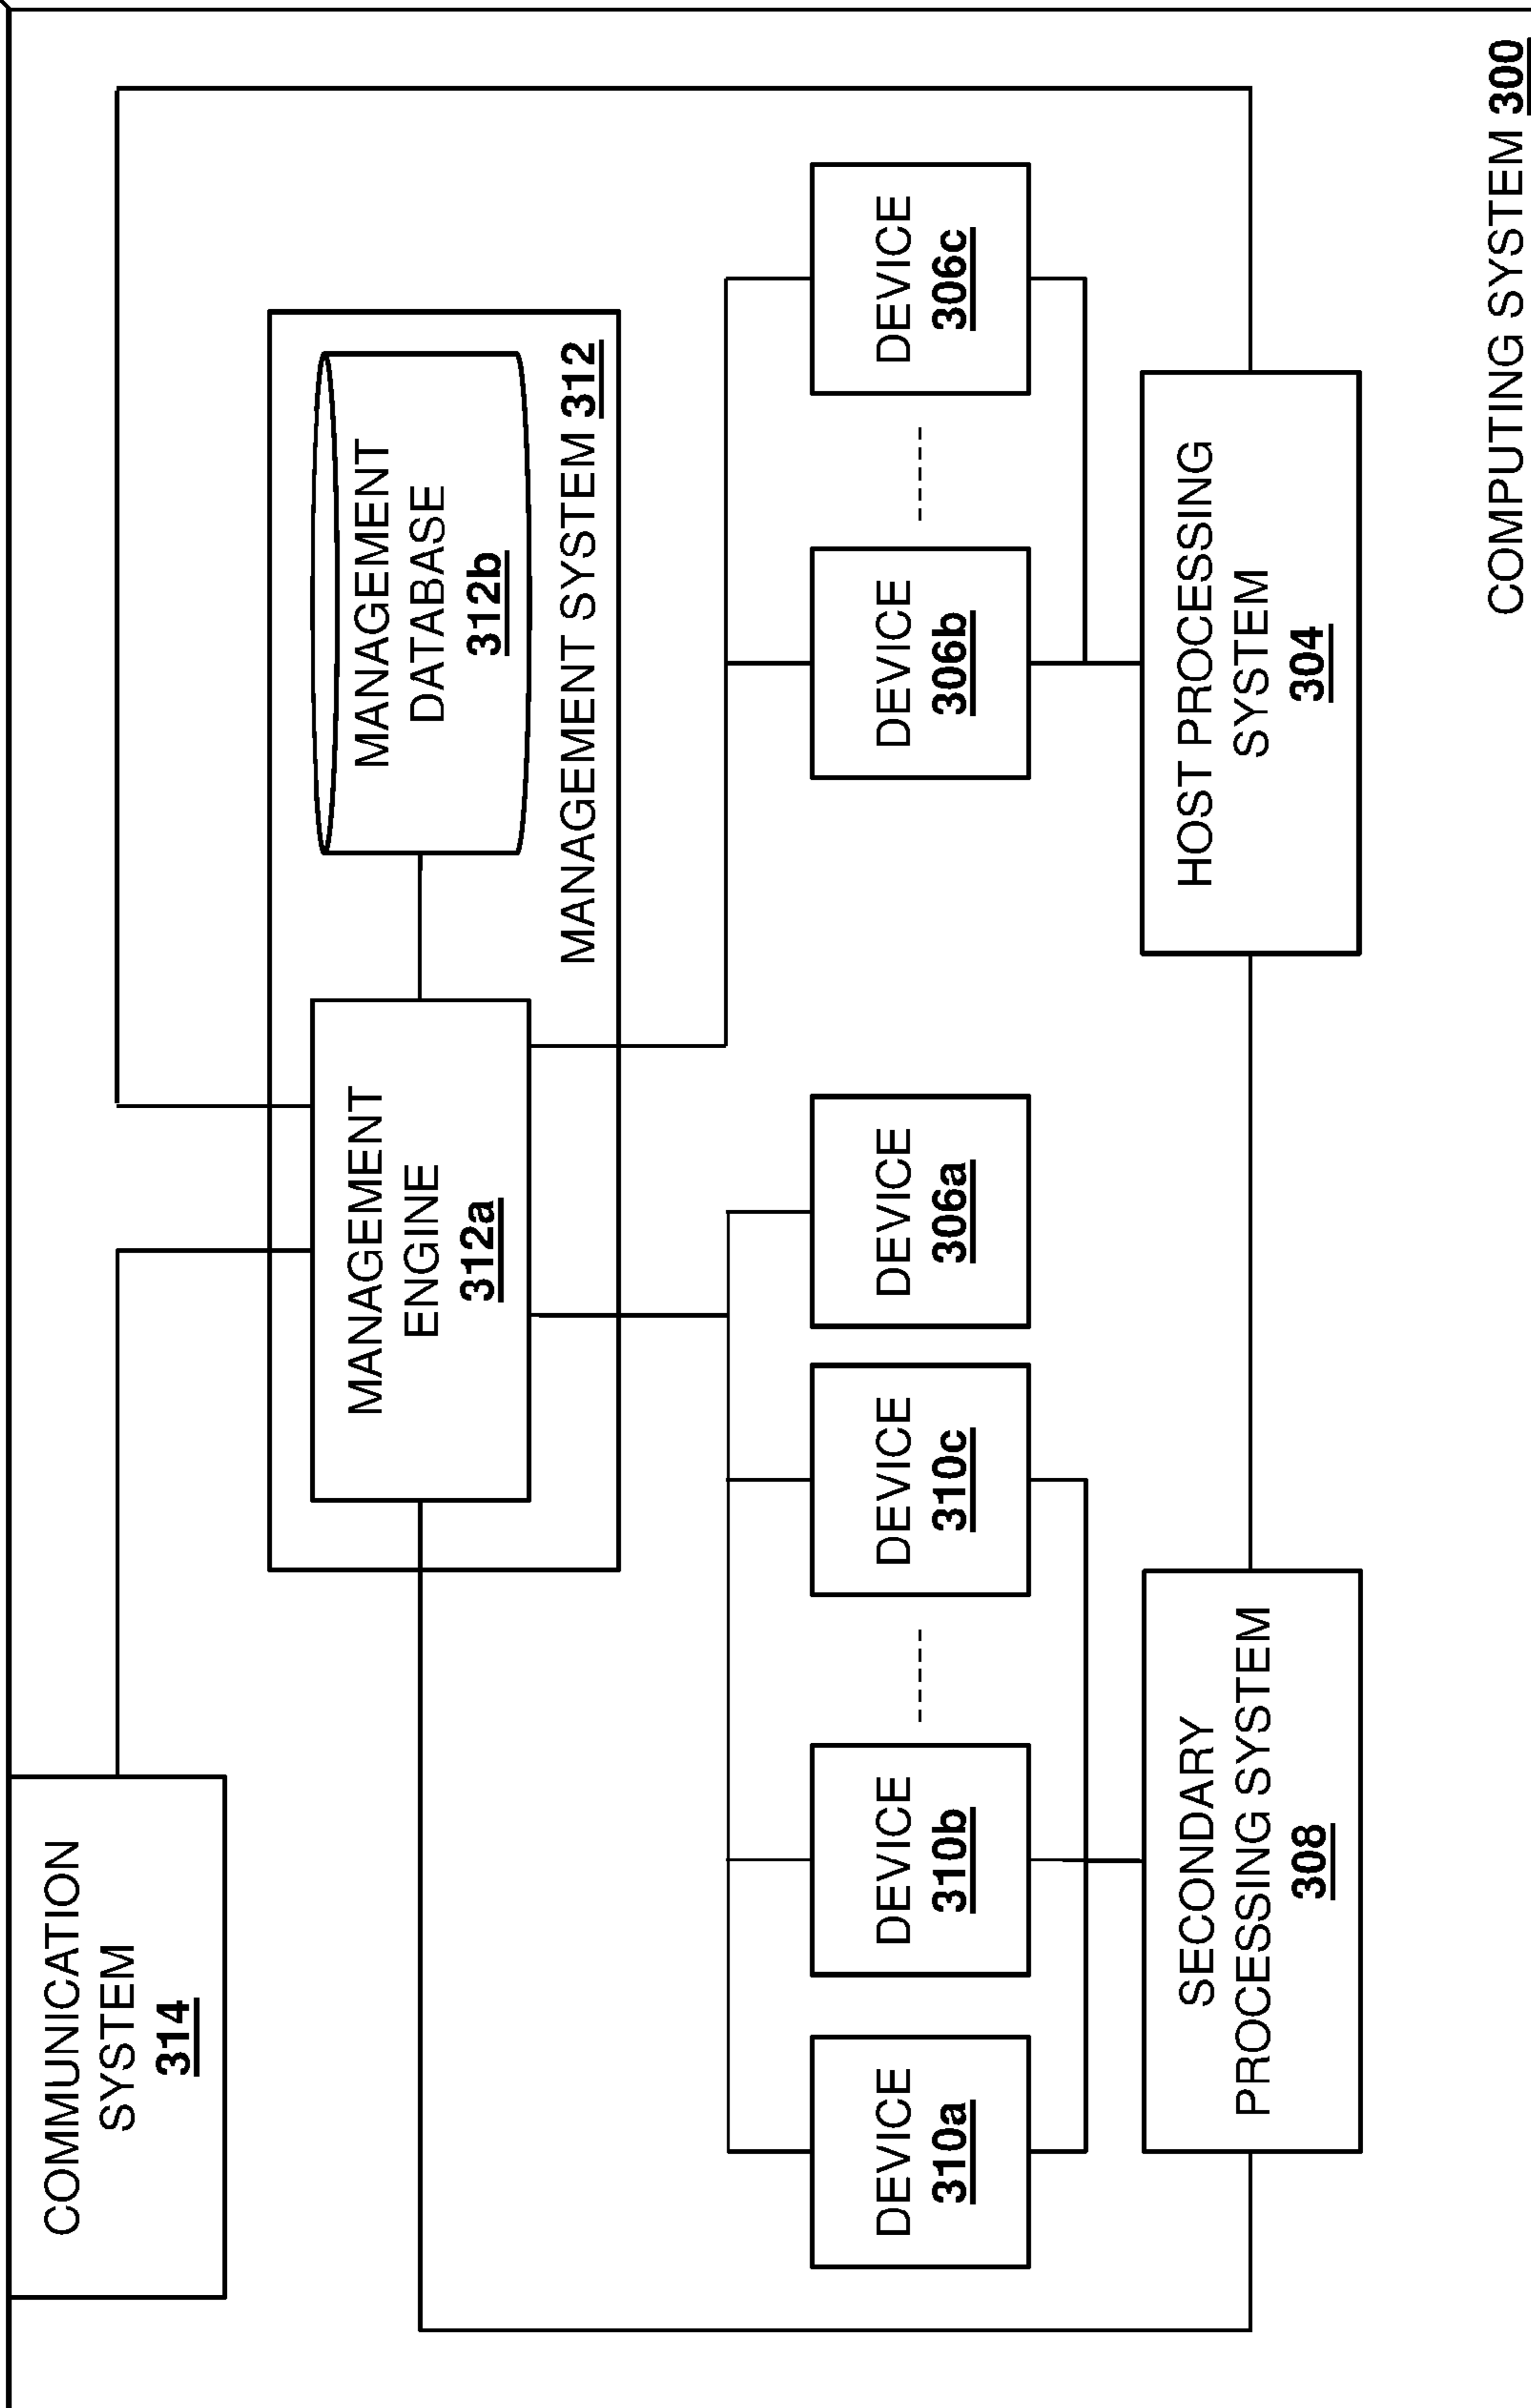 COMMUNICATION
SYSTEM
314
MANAGEMENT
ENGINE
312a
MANAGEMENT
DATABASE
312b
MANAGEMENT SYSTEM 312
DEVICE
310a
DEVICE
310b
DEVICE
310c
DEVICE
306a
DEVICE
306b
DEVICE
306c
SECONDARY
PROCESSING SYSTEM
308
HOST PROCESSING
SYSTEM
304
COMPUTING SYSTEM 300